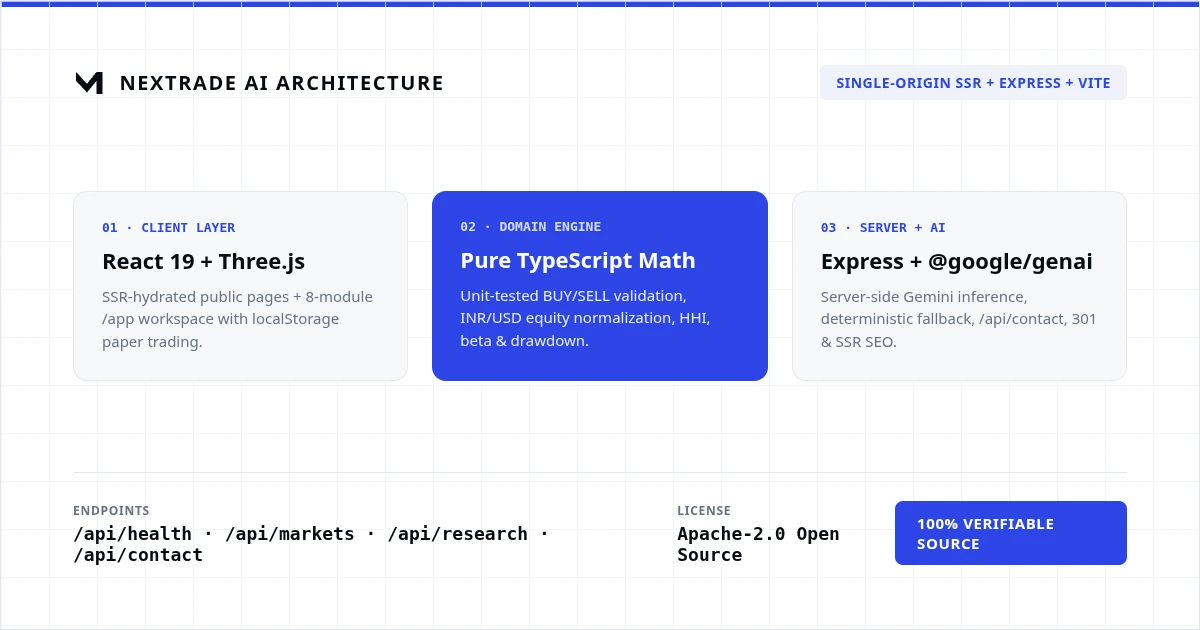 NEXTRADE AI ARCHITECTURE
SINGLE-ORIGIN SSR + EXPRESS + VITE
01 · CLIENT LAYER
React 19 + Three.js
SSR-hydrated public pages + 8-module
/app workspace with localStorage
paper trading.
02 · DOMAIN ENGINE
Pure TypeScript Math
Unit-tested BUY/SELL validation,
INR/USD equity normalization, HHI,
beta & drawdown.
03 · SERVER + AI
Express + @google/genai
Server-side Gemini inference,
deterministic fallback, /api/contact, 301
& SSR SEO.
ENDPOINTS
/api/health · /api/markets · /api/research ·
/api/contact
LICENSE
Apache-2.0 Open
Source
100% VERIFIABLE
SOURCE